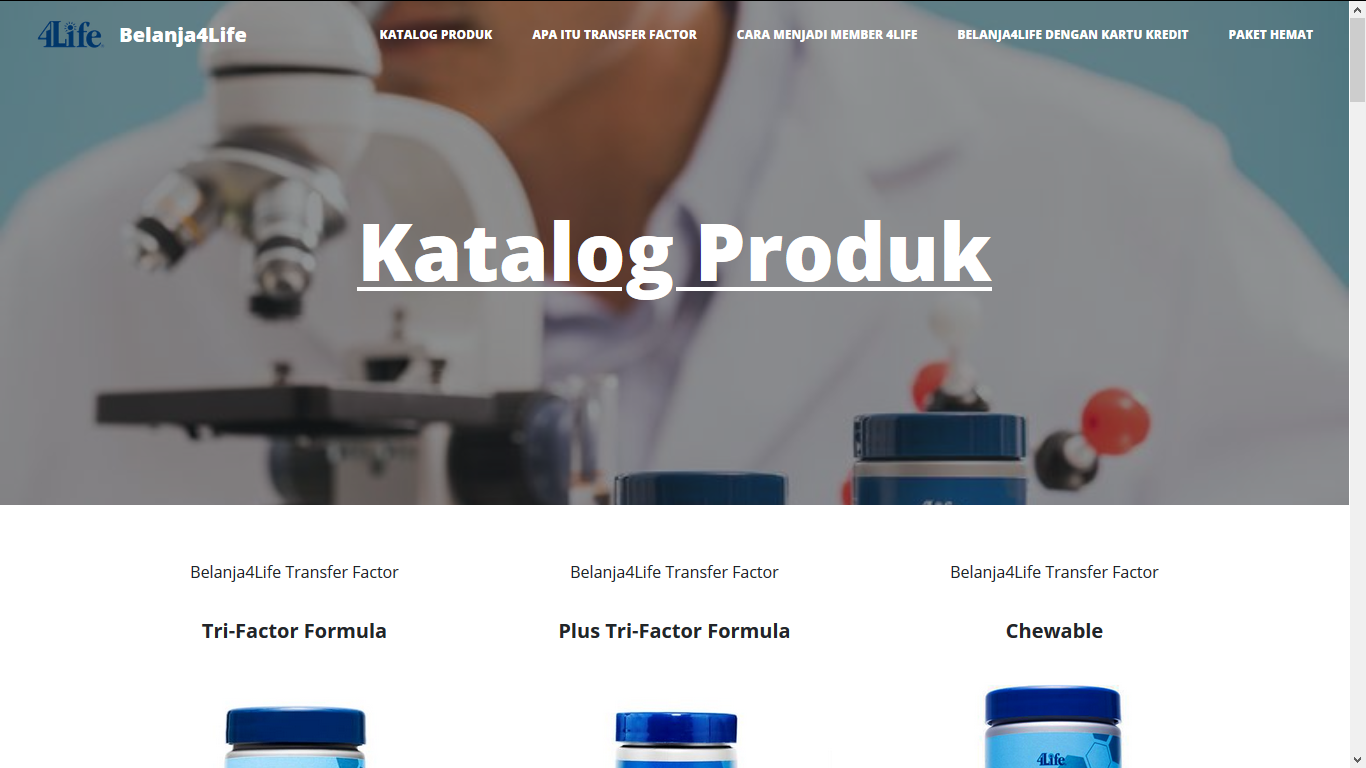 4Life
Belanja4Life
KATALOG PRODUK
APA ITU TRANSFER FACTOR
CARA MENJADI MEMBER 4LIFE
BELANJA4LIFE DENGAN KARTU KREDIT
PAKET HEMAT
Katalog Produk
Belanja4Life Transfer Factor
Tri-Factor Formula
Belanja4Life Transfer Factor
Plus Tri-Factor Formula
Belanja4Life Transfer Factor
Chewable
4Life